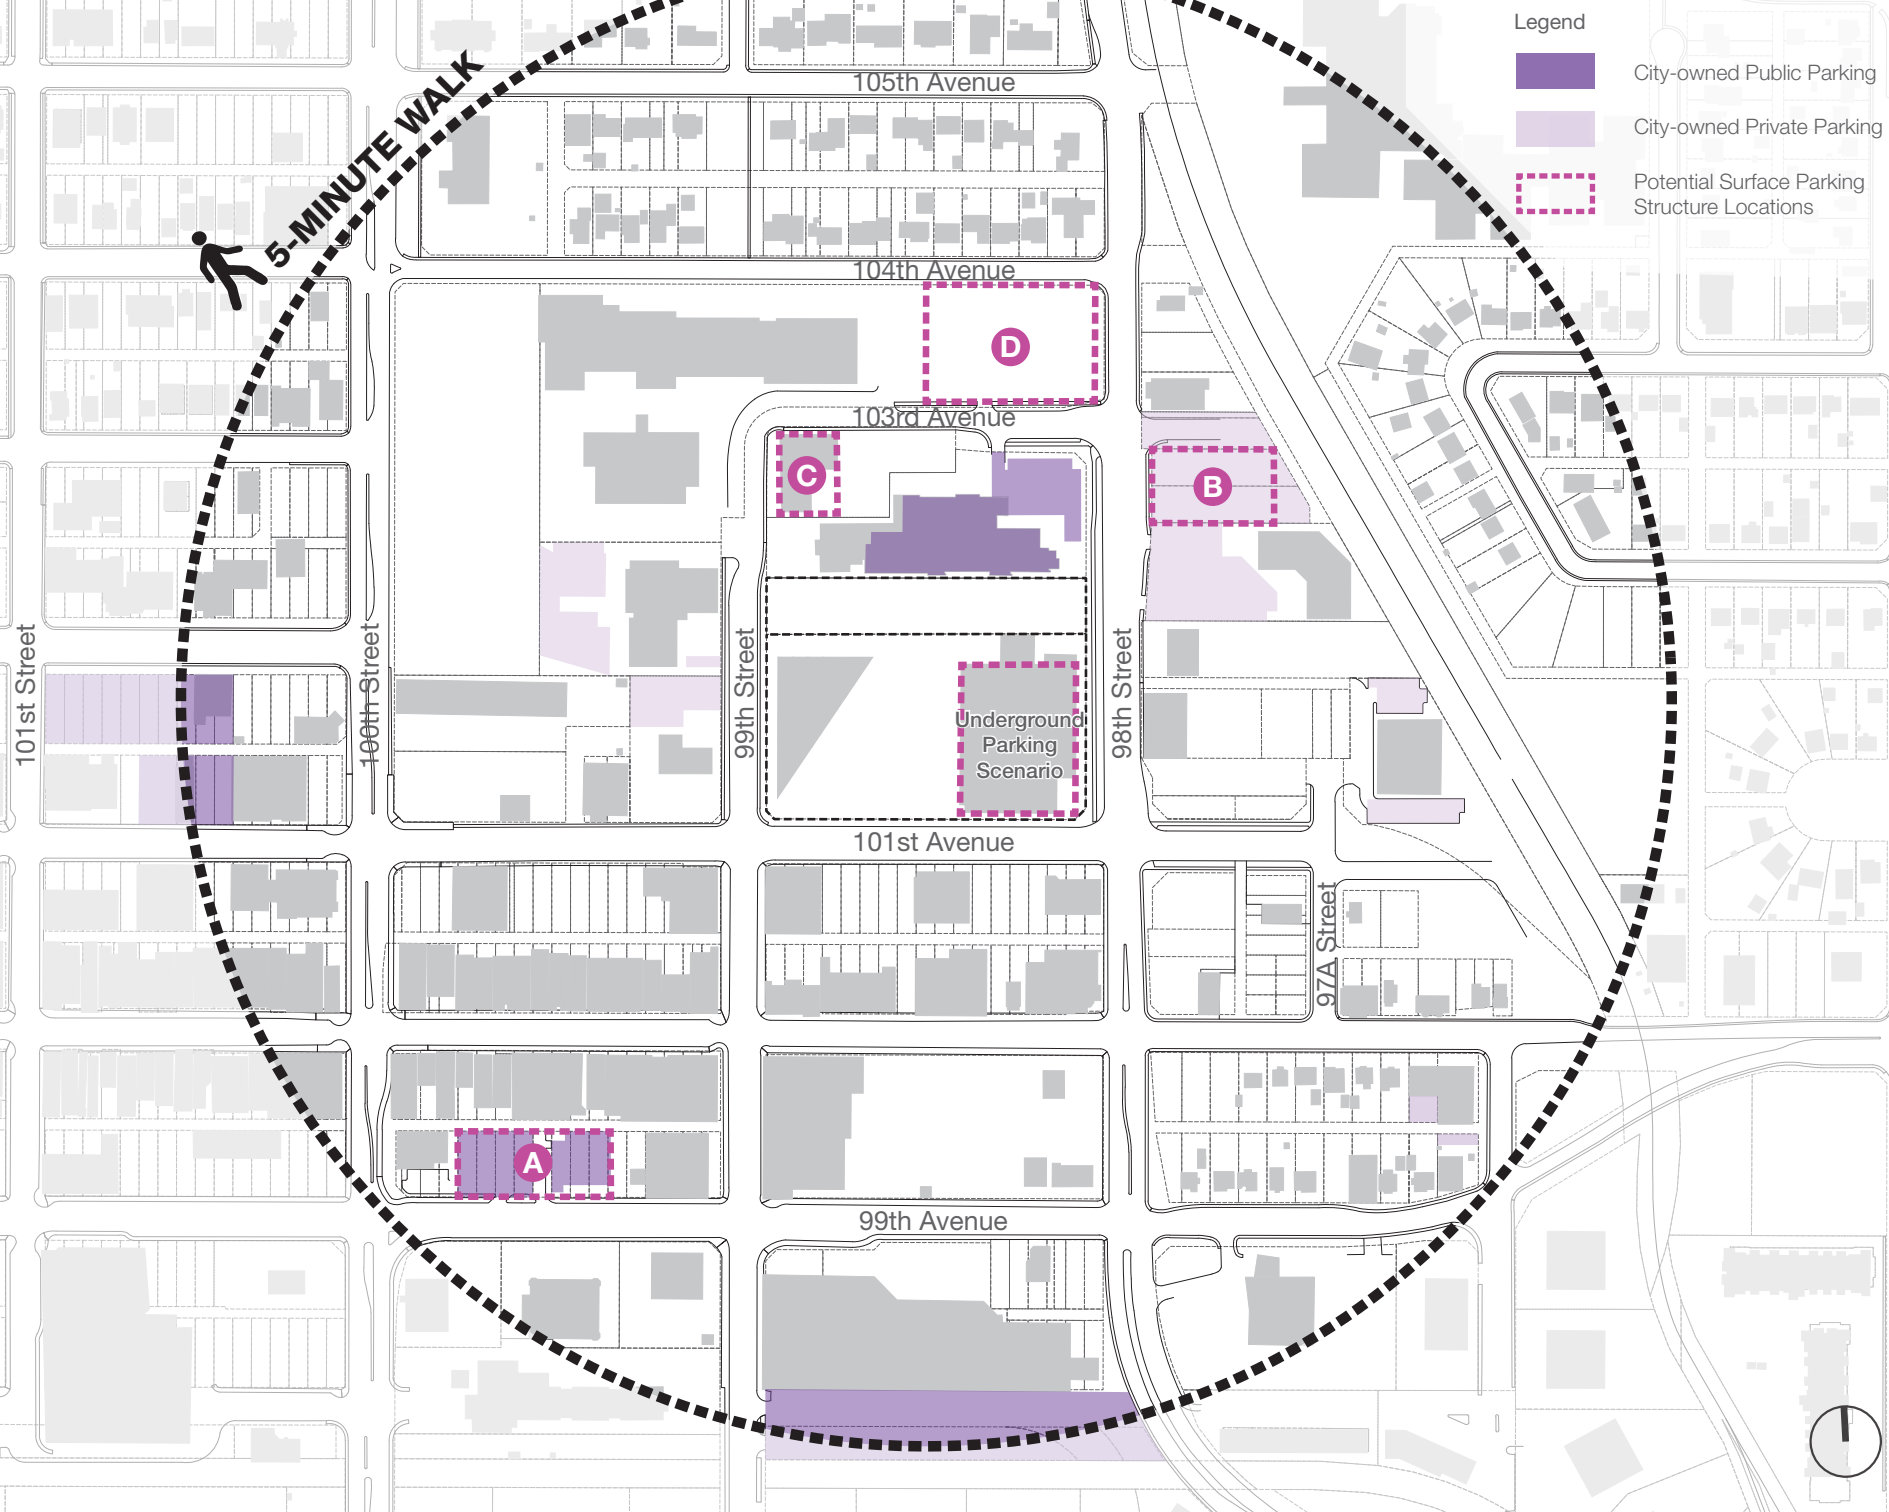 Legend
City-owned Public Parking
City-owned Private Parking
Potential Surface Parking
Structure Locations
5-MINUTE WALK
105th Avenue
104th Avenue
D
103rd Avenue
C
B
101st Street
100th Street
99th Street
98th Street
Underground
Parking
Scenario
101st Avenue
97A Street
A
99th Avenue